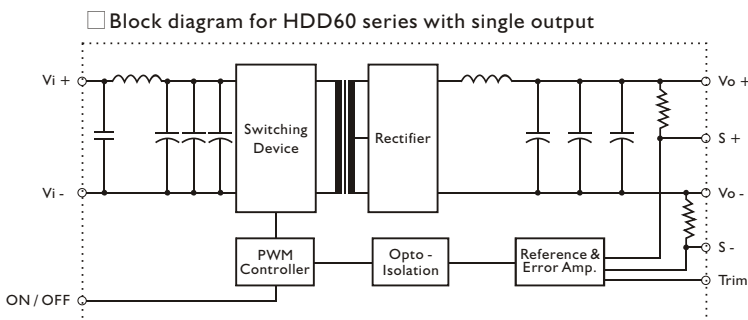 Block diagram for HDD60 series with single output
Vi +
Vo +
Switching
Device
Rectifier
S +
Vi -
Vo -
PWM
Controller
Opto -
Isolation
Reference &
Error Amp.
S -
Trim
ON / OFF